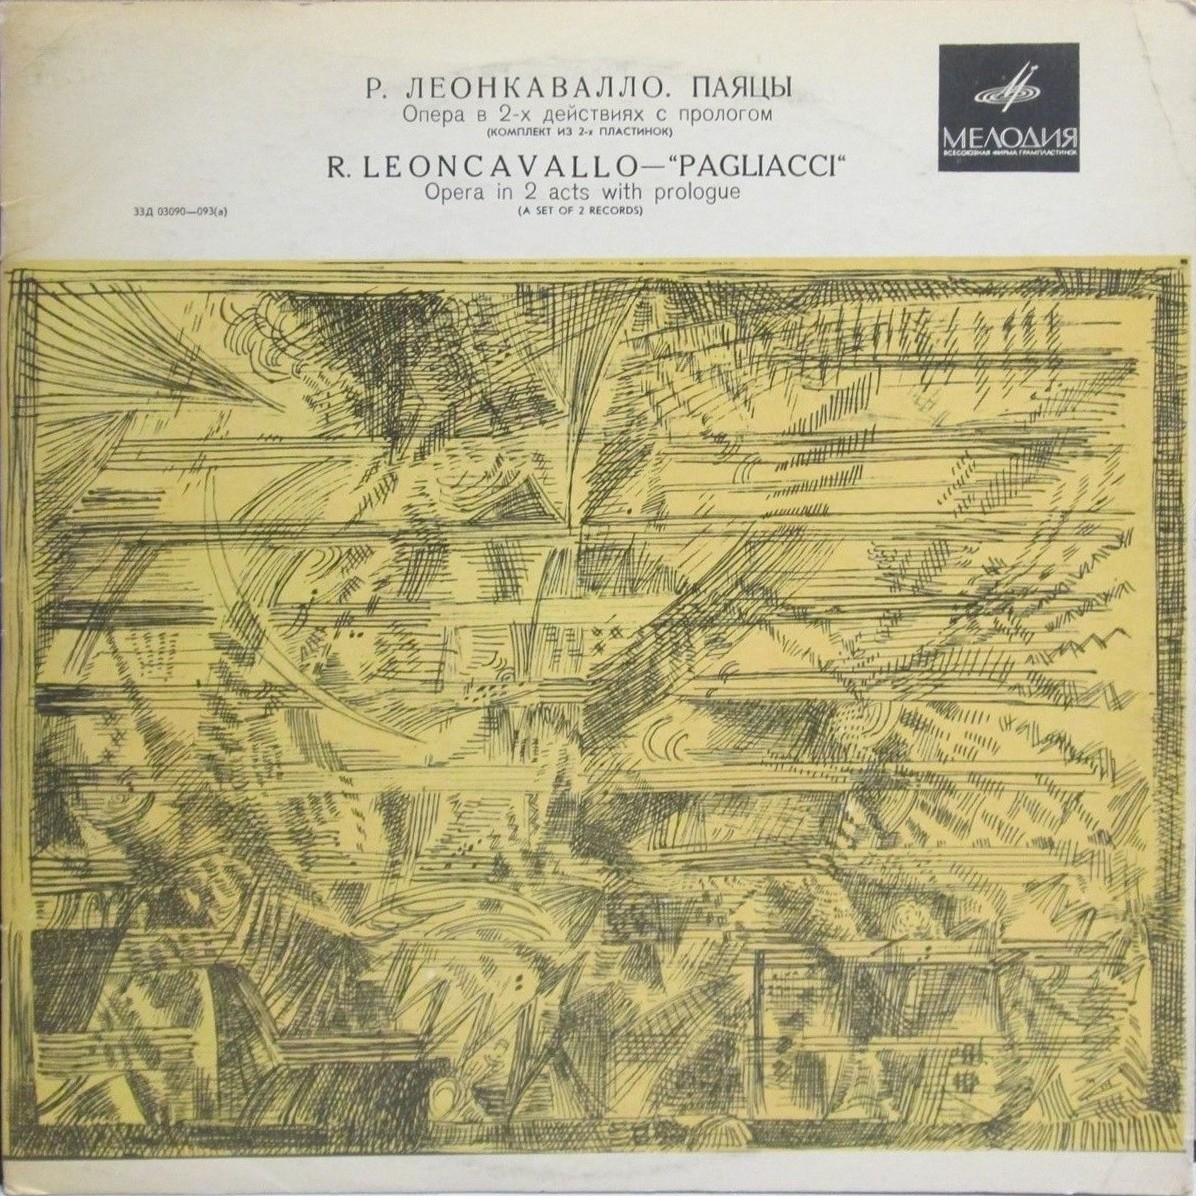 Р. ЛЕОНКАВАЛЛО. ПАЯЦЫ
Опера в 2-х действиях с прологом
(КОМПЛЕКТ ИЗ 2-х ПЛАСТИНОК)
R. LEONCAVALLO—“PAGLIACCI“
Opera in 2 acts with prologue
(A SET OF 2 RECORDS)
33Д 03090—093(а)
МЕЛОДИЯ
ВСЕСОЮЗНАЯ ФИРМА ГРАМПЛАСТИНОК